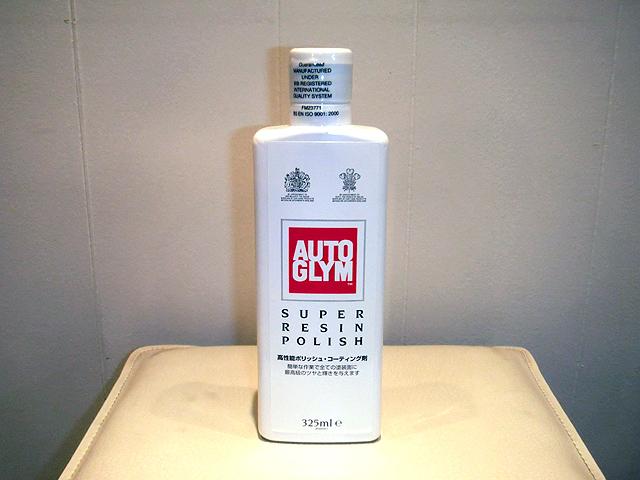 Guaranteed
MANUFACTURED
UNDER
BSI REGISTERED
INTERNATIONAL
QUALITY SYSTEM
FM23771
BS EN ISO 9001: 2000
AUTO
GLYM
TM
SUPER
RESIN
POLISH
高性能ポリッシュ・コーティング剤
簡単な作業で全ての塗装面に
最高級のツヤと輝きを与えます
325ml e